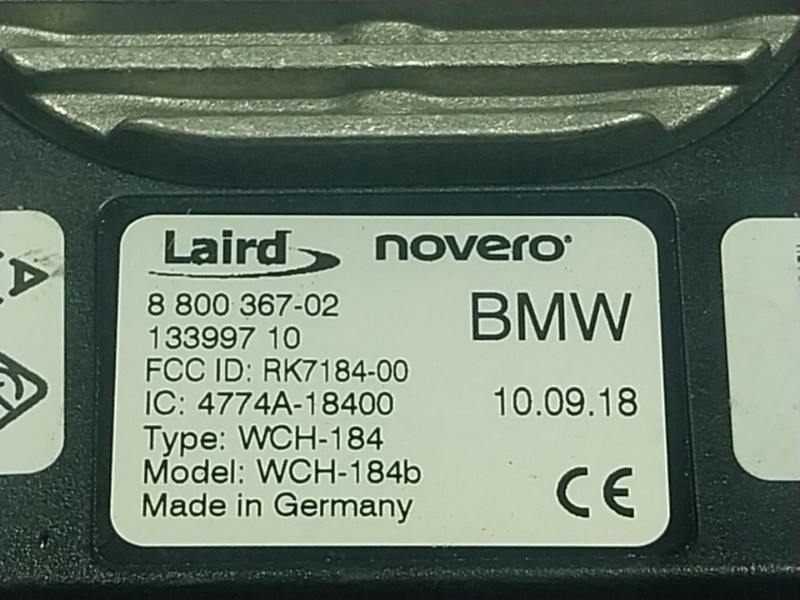 Laird novero
8 800 367-02 BMW
133997 10
FCC ID: RK7184-00
IC: 4774A-18400 10.09.18
Type: WCH-184
Model: WCH-184b
Made in Germany CE